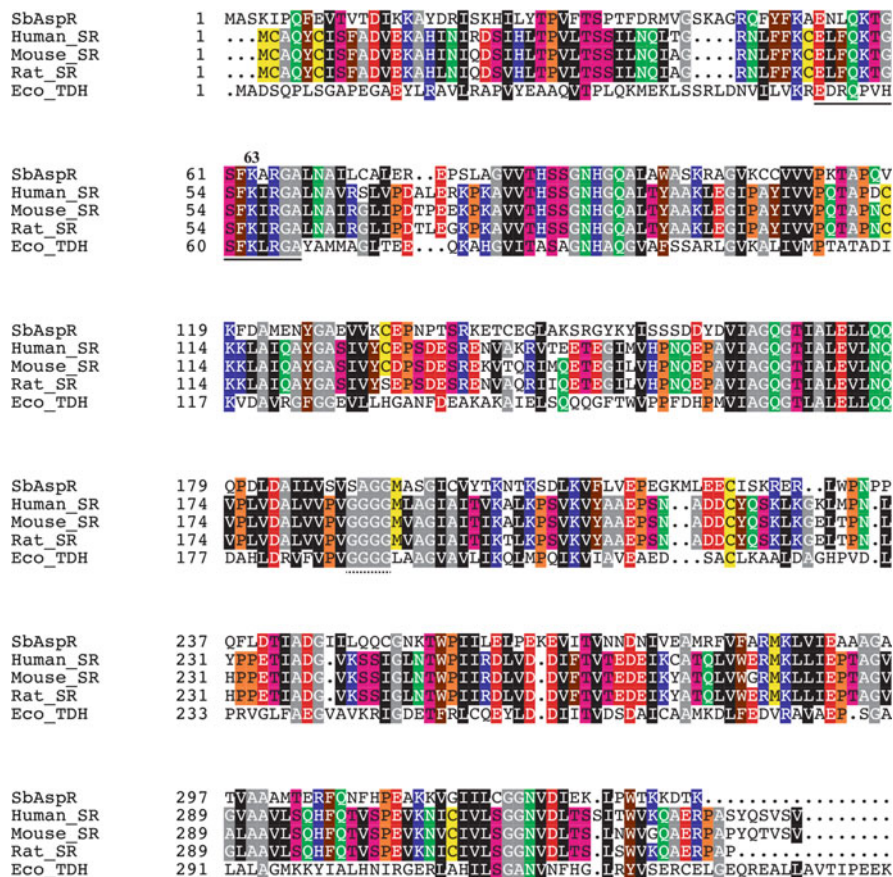 SbAspR 1 MASKIPQFEVTVTDIKKAYDRISKHILYTPVFTSPTFDRMVGSKAGRQFYFKAENLQKTG
Human_SR 1 ...MCAQYCISFADVEKAHINIRDSIHLTPVLTSSILNQLTG....RNLFFKCELFQKTG
Mouse_SR 1 ...MCAQYCISFADVEKAHLNIQDSVHLTPVLTSSILNQIAG....RNLFFKCELFQKTG
Rat_SR 1 ...MCAQYCISFADVEKAHLNIQDSVHLTPVLTSSILNQIAG....RNLFFKCELFQKTG
Eco_TDH 1 .MADSQPLSGAPEGAEYLRAVLRAPVYEAAQVTPLQKMEKLSSRLDNVILVKREDRQPVH
63
SbAspR 61 SFKARGALNAILCALER..EPSLAGVVTHSSGNHGQALAWASKRAGVKCCVVVPKTAPQV
Human_SR 54 SFKIRGALNAVRSLVPDALERKPKAVVTHSSGNHGQALTYAAKLEGIPAYIVVPQTAPDC
Mouse_SR 54 SFKIRGALNAIRGLIPDTPEEKPKAVVTHSSGNHGQALTYAAKLEGIPAYIVVPQTAPNC
Rat_SR 54 SFKIRGALNAIRGLIPDTLEGKPKAVVTHSSGNHGQALTYAAKLEGIPAYIVVPQTAPNC
Eco_TDH 60 SFKLRGAYAMMAGLTEE...QKAHGVITASAGNHAQGVAFSSARLGVKALIVMPTATADI
SbAspR 119 KFDAMENYGAEVVKCEPNPTSRKETCEGLAKSRGYKYISSSDDYDVIAGQGTIALELLQQ
Human_SR 114 KKLAIQAYGASIVYCEPSDESRENVAKRVTEETEGIMVHPNQEPAVIAGQGTIALEVLNQ
Mouse_SR 114 KKLAIQAYGASIVYCDPSDESREKVTQRIMQETEGILVHPNQEPAVIAGQGTIALEVLNQ
Rat_SR 114 KKLAIQAYGASIVYSEPSDESRENVAQRIIQETEGILVHPNQEPAVIAGQGTIALEVLNQ
Eco_TDH 117 KVDAVRGFGGEVLLHGANFDEAKAKAIELSQQQGFTWVPPFDHPMVIAGQGTLALELLQQ
SbAspR 179 QPDLDAILVSVSAGGMASGICVYTKNTKSDLKVFLVEPEGKMLEECISKRER..LWPNPP
Human_SR 174 VPLVDALVVPVGGGGMLAGIAITVKALKPSVKVYAAEPSN..ADDCYQSKLKGKLMPN.L
Mouse_SR 174 VPLVDALVVPVGGGGMVAGIAITIKALKPSVKVYAAEPSN..ADDCYQSKLKGELTPN.L
Rat_SR 174 VPLVDALVVPVGGGGMVAGIAITIKTLKPSVKVYAAEPSN..ADDCYQSKLKGELTPN.L
Eco_TDH 177 DAHLDRVFVPVGGGGLAAGVAVLIKQLMPQIKVIAVEAED..SACLKAALDAGHPVD.L
SbAspR 237 QFLDTIADGIILQQCGNKTWPIILELPEKEVITVNNDNIVEAMRFVFARMKLVIEAAAGA
Human_SR 231 YPPETIADG.VKSSIGLNTWPIIRDLVD.DIFTVTEDEIKCATQLVWERMKLLIEPTAGV
Mouse_SR 231 HPPETIADG.VKSSIGLNTWPIIRDLVD.DVFTVTEDEIKYATQLVWGRMKLLIEPTAGV
Rat_SR 231 HPPETIADG.VKSSIGLNTWPIIRDLVD.DVFTVTEDEIKYATQLVWERMKLLIEPTAGV
Eco_TDH 233 PRVGLFAEGVAVKRIGDETFRLCQEYLD.DIITVDSDAICAAMKDLFEDVRAVAEP.SGA
SbAspR 297 TVAAAMTERFQNFHPEAKKVGIILCGGNVDIEK.LPWTKKDTK.............
Human_SR 289 GVAAVLSQHFQTVSPEVKNICIVLSGGNVDLTSSITWVKQAERPASYQSVSV.......
Mouse_SR 289 ALAAVLSQHFQTVSPEVKNVCIVLSGGNVDLTS.LNWVGQAERPAPYQTVSV.......
Rat_SR 289 GLAAVLSQHFQTVSPEVKNICIVLSGGNVDLTS.LSWVKQAERPAP.............
Eco_TDH 291 LALAGMKKYIALHNIRGERLAHILSGANVNFHG.LRYVSERCELGEQREALLAVTIPEEK